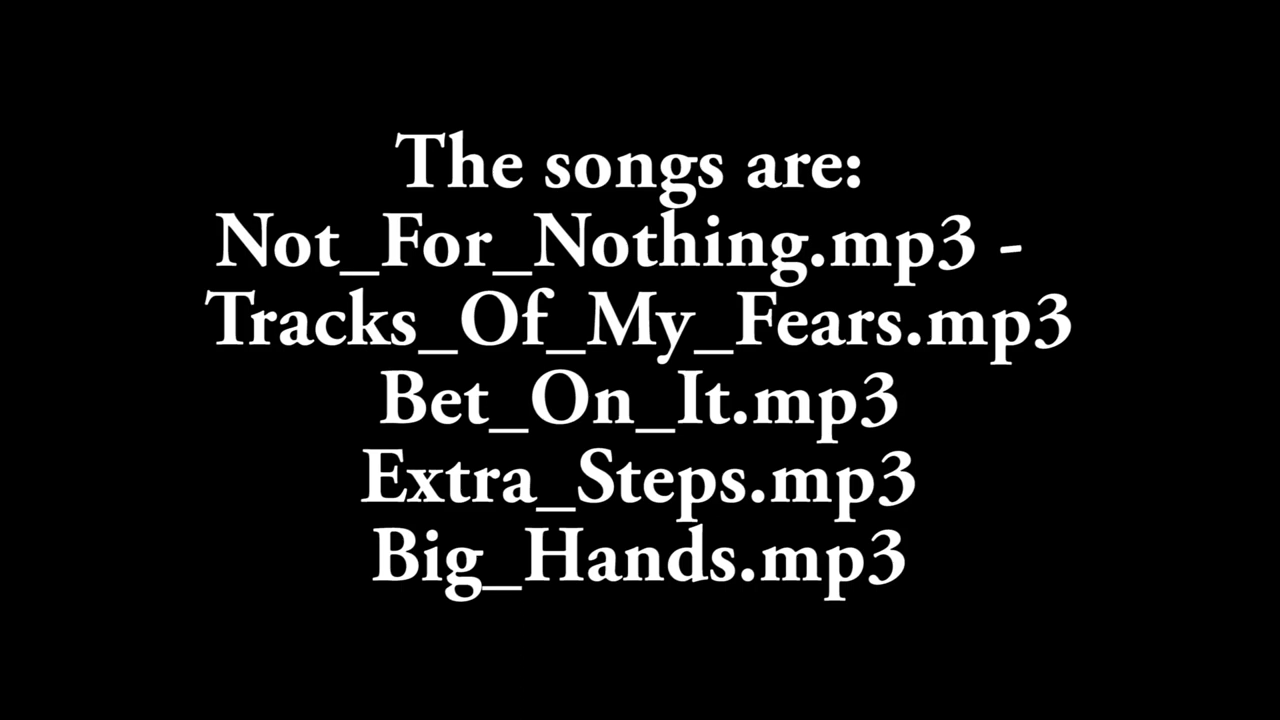 The songs are:
Not_For_Nothing.mp3 -
Tracks_Of_My_Fears.mp3
Bet_On_It.mp3
Extra_Steps.mp3
Big_Hands.mp3